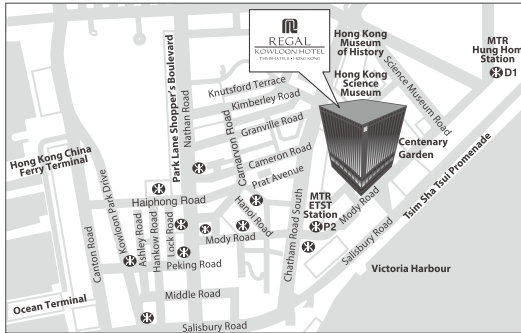 REGAL
KOWLOON HOTEL
TSIMSHATSUI • HONG KONG
Hong Kong
Museum
of History
MTR
Hung Hom
Station
D1
Knutsford Terrace
Hong Kong
Science
Museum
Science Museum Road
Kimberley Road
Park Lane Shopper's Boulevard
Nathan Road
Granville Road
Carnarvon Road
Centenary
Garden
Hong Kong China
Ferry Terminal
Cameron Road
Prat Avenue
Tsim Sha Tsui Promenade
Kowloon Park Drive
Haiphong Road
Hanoi Road
Chatham Road South
MTR
ETST
Station
P2
Mody Road
Canton Road
Ashley Road
Hankow Road
Lock Road
Mody Road
Salisbury Road
Peking Road
Victoria Harbour
Middle Road
Ocean Terminal
Salisbury Road